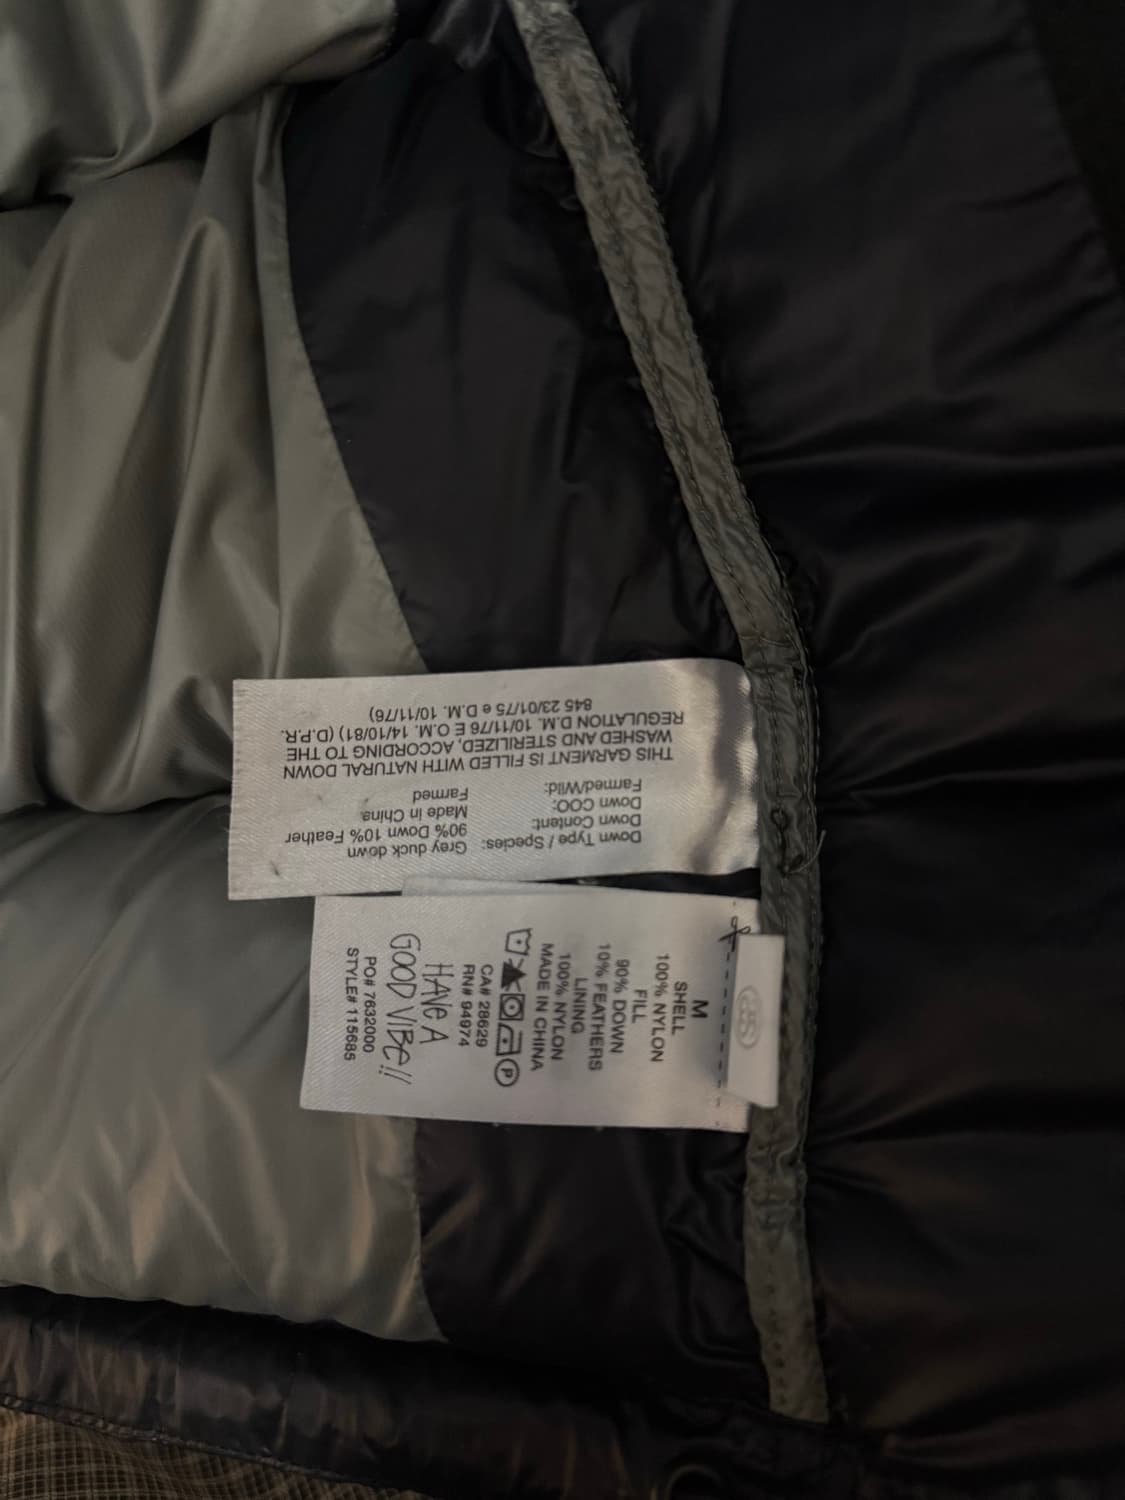 Down Type / Species: Grey duck down
Down Content: 90% Down 10% Feather
Down COO: Made in China
Farmed/Wild: Farmed
THIS GARMENT IS FILLED WITH NATURAL DOWN
WASHED AND STERILIZED, ACCORDING TO THE
REGULATION D.M. 10/11/76 E O.M. 14/10/81) (D.P.R.
845 23/01/75 e D.M. 10/11/76)
M
SHELL
100% NYLON
FILL
90% DOWN
10% FEATHERS
LINING
100% NYLON
MADE IN CHINA
P
CA# 28629
RN# 94974
HAVE A
GOOD VIBE!!
PO# 7632000
STYLE# 115685